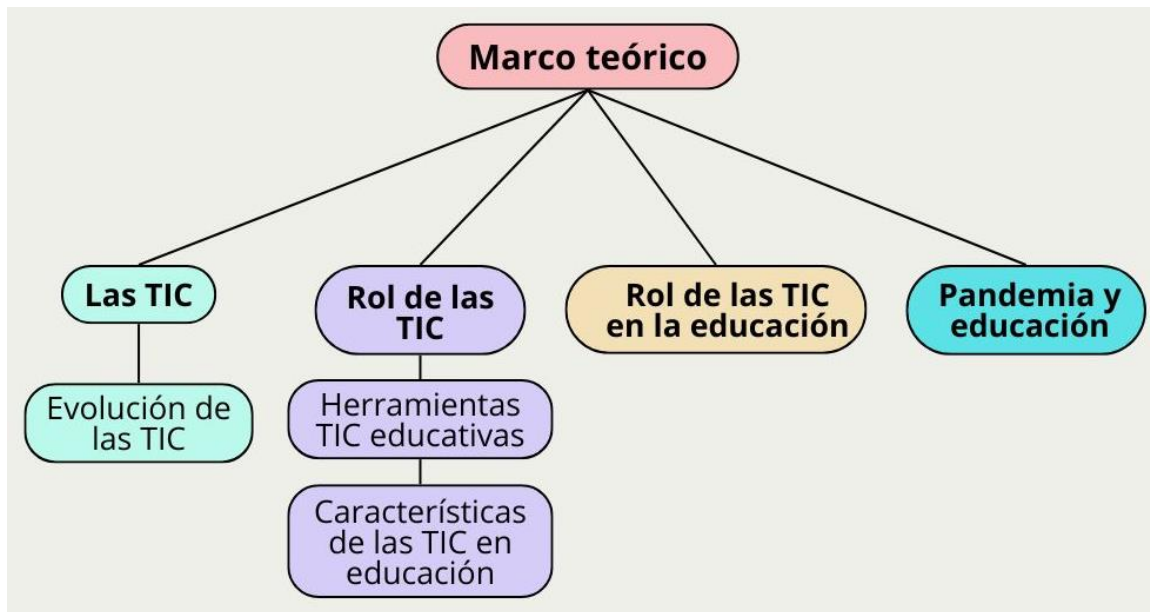 Marco teórico
Las TIC
Rol de las
TIC
Rol de las TIC
en la educación
Pandemia y
educación
Evolución de
las TIC
Herramientas
TIC educativas
Características
de las TIC en
educación